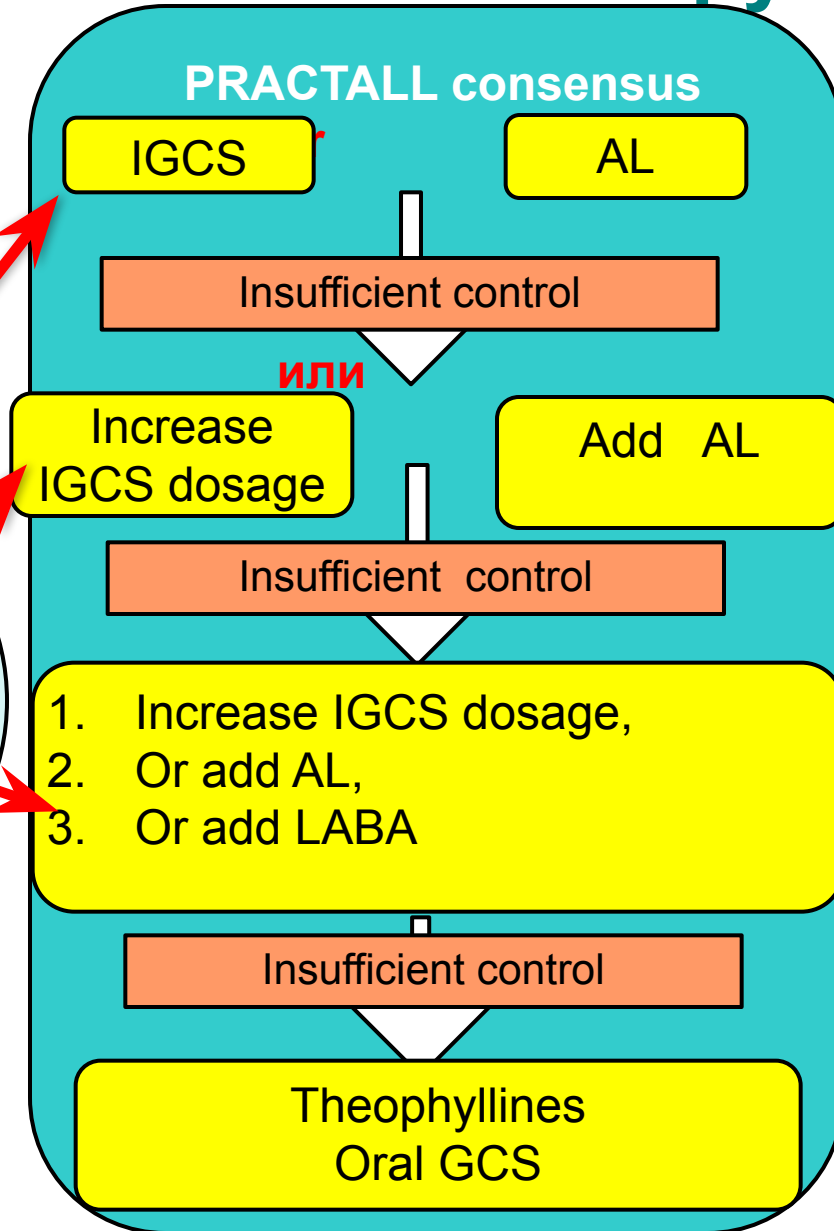 PRACTALL consensus
IGCS
AL
Insufficient control
или
Increase
IGCS dosage
Add AL
Insufficient control
1. Increase IGCS dosage,
2. Or add AL,
3. Or add LABA
Insufficient control
Theophyllines
Oral GCS